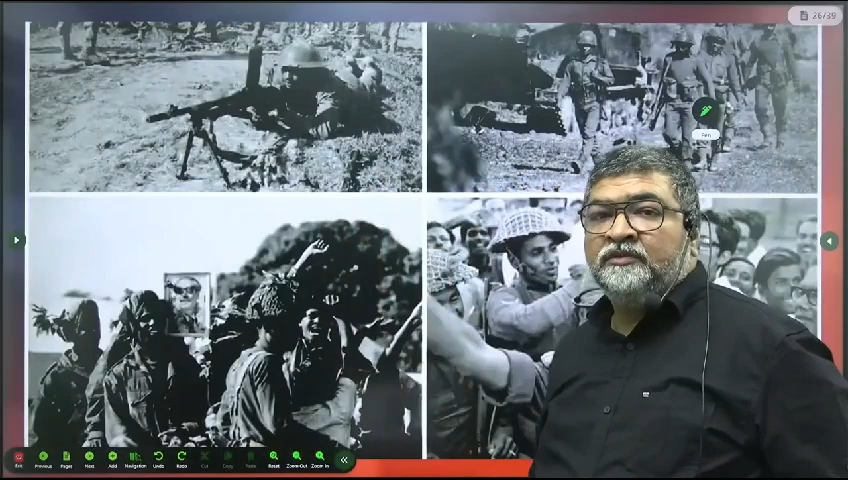 26/39
Pen
Exit Previous Pages Next Add Navigation Undo Redo Cut Copy Paste Reset Zoom Out Zoom In